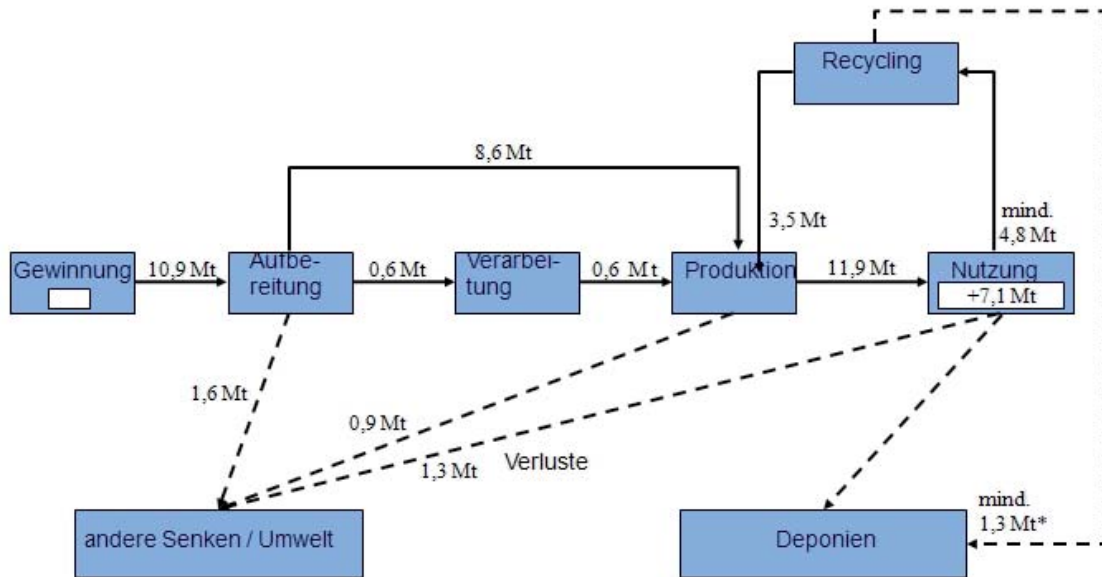 Recycling
8,6 Mt
3,5 Mt
mind.
4,8 Mt
Gewinnung
10,9 Mt
Aufbe-
reitung
0,6 Mt
Verarbei-
tung
0,6 Mt
Produktion
11,9 Mt
Nutzung
+7,1 Mt
1,6 Mt
0,9 Mt
1,3 Mt
Verluste
mind.
1,3 Mt*
andere Senken / Umwelt
Deponien